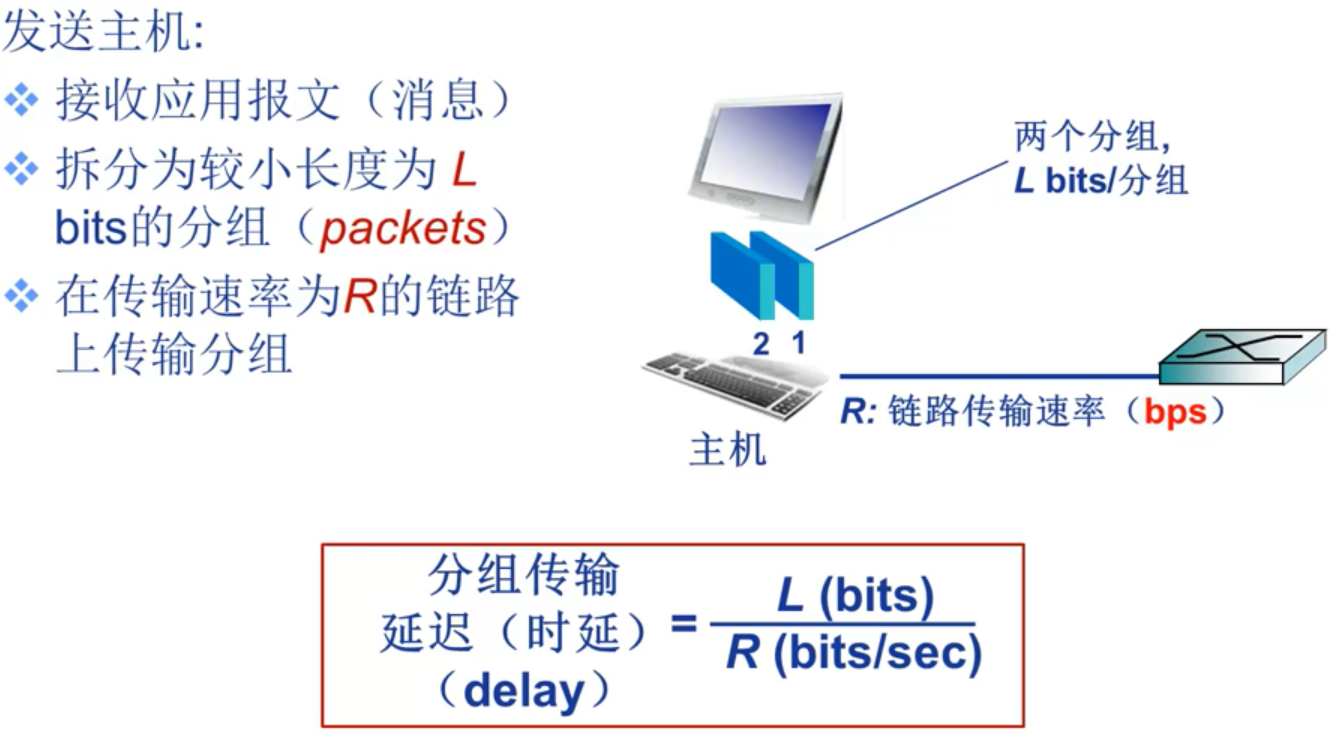 发送主机:
接收应用报文（消息）
拆分为较小长度为 L
bits的分组（packets）
在传输速率为R的链路
上传输分组
两个分组,
L bits/分组
2 1
R: 链路传输速率（bps）
主机
分组传输
延迟（时延）
（delay）
=
L (bits)
R (bits/sec)